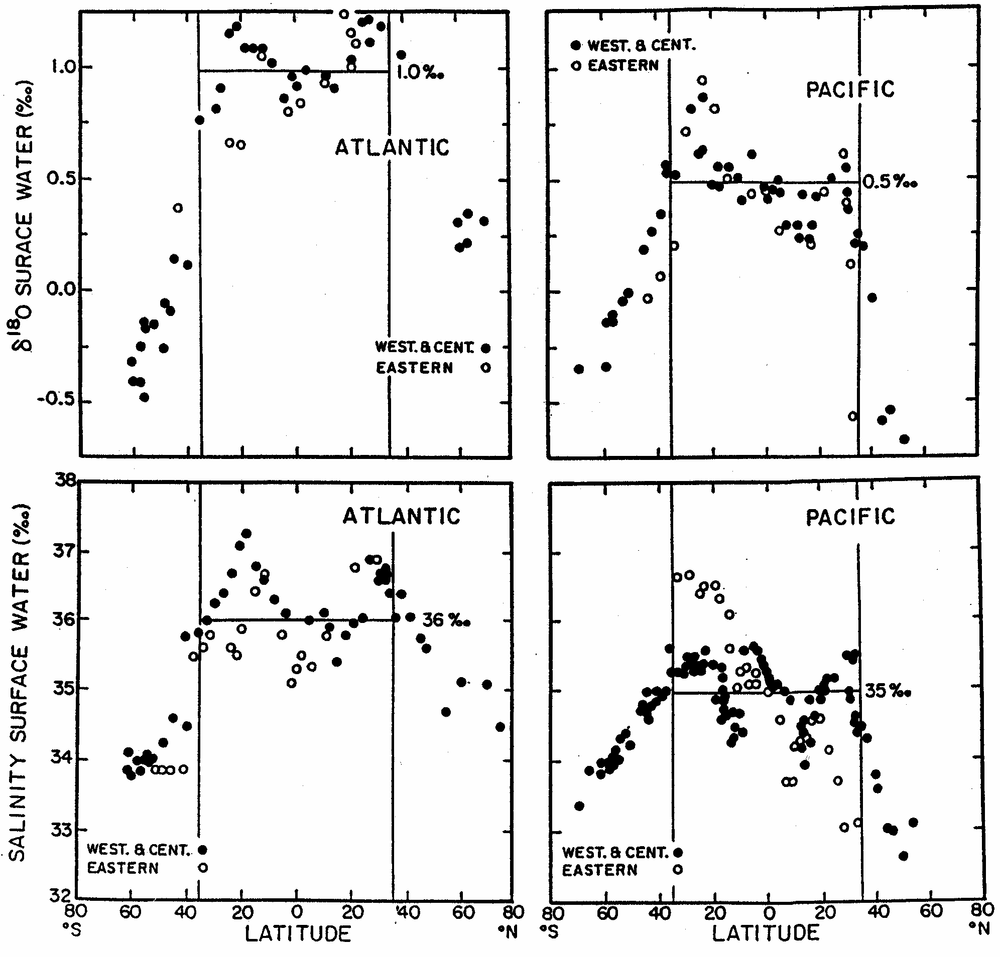 δ18O SURACE WATER (‰)
1.0
0.5
0.0
-0.5
1.0‰
ATLANTIC
WEST. & CENT.
EASTERN
WEST. & CENT.
EASTERN
PACIFIC
0.5‰
SALINITY SURFACE WATER (‰)
38
37
36
35
34
33
32
ATLANTIC
36‰
WEST. & CENT.
EASTERN
80 60 40 20 0 20 40 60 80
°S LATITUDE °N
PACIFIC
35‰
WEST. & CENT.
EASTERN
80 60 40 20 0 20 40 60 80
°S LATITUDE °N